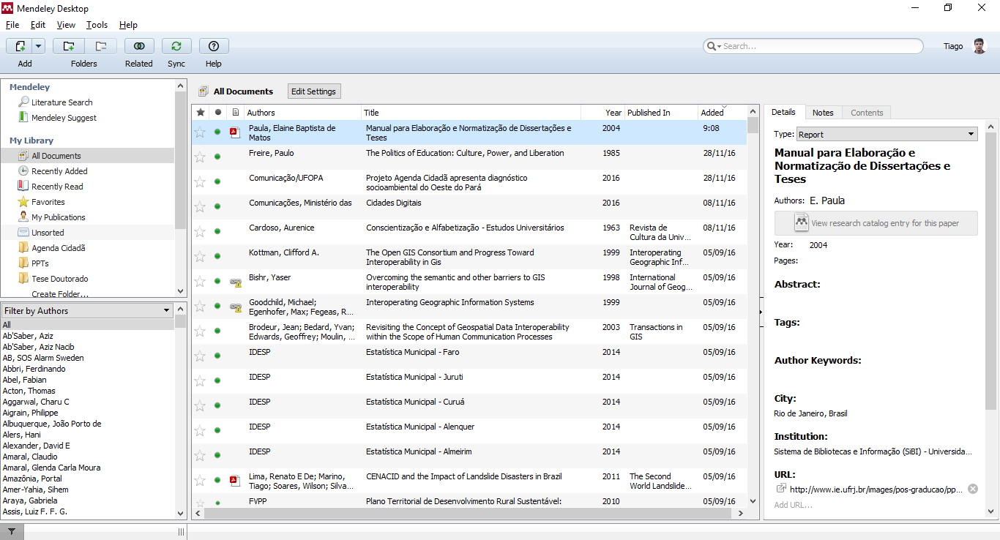 Mendeley Desktop
File Edit View Tools Help
Search...
Tiago
Add Folders Related Sync Help
Mendeley
Literature Search
Mendeley Suggest
My Library
All Documents
Recently Added
Recently Read
Favorites
My Publications
Unsorted
Agenda Cidadã
PPTs
Tese Doutorado
Create Folder...
Filter by Authors
All
Ab'Saber, Aziz
Ab'Saber, Aziz Nacib
AB, SOS Alarm Sweden
Abbri, Ferdinando
Abel, Fabian
Acton, Thomas
Aggarwal, Charu C
Aigrain, Philippe
Albuquerque, João Porto de
Alers, Hani
Alexander, David E
Amaral, Claudio
Amaral, Glenda Carla Moura
Amazônia, Portal
Amer-Yahia, Sihem
Araya, Gabriela
Assis, Luiz F. F. G.
All Documents Edit Settings
Authors Title Year Published In Added
Paula, Elaine Baptista de Manual para Elaboração e Normatização de Dissertações e 2004 9:08
Matos Teses
Freire, Paulo The Politics of Education: Culture, Power, and Liberation 1985 28/11/16
Comunicação/UFOPA Projeto Agenda Cidadã apresenta diagnóstico 2016 28/11/16
socioambiental do Oeste do Pará
Comunicações, Ministério das Cidades Digitais 2016 08/11/16
Cardoso, Aurenice Conscientização e Alfabetização - Estudos Universitários 1963 Revista de 08/11/16
Cultura da Univ...
Kottman, Clifford A. The Open GIS Consortium and Progress Toward 1999 Interoperating 05/09/16
Interoperability in Gis Geographic Inf...
Bishr, Yaser Overcoming the semantic and other barriers to GIS 1998 International 05/09/16
interoperability Journal of Geog...
Goodchild, Michael; Interoperating Geographic Information Systems 1999 05/09/16
Egenhofer, Max; Fegeas, R...
Brodeur, Jean; Bedard, Yvan; Revisiting the Concept of Geospatial Data Interoperability 2003 Transactions in 05/09/16
Edwards, Geoffrey; Moulin, ... within the Scope of Human Communication Processes GIS
IDESP Estatística Municipal - Faro 2014 05/09/16
IDESP Estatística Municipal - Juruti 2014 05/09/16
IDESP Estatística Municipal - Curuá 2014 05/09/16
IDESP Estatística Municipal - Alenquer 2014 05/09/16
IDESP Estatística Municipal - Almeirim 2014 05/09/16
Lima, Renato E De; Marino, CENACID and the Impact of Landslide Disasters in Brazil 2011 The Second 05/09/16
Tiago; Soares, Wilson; Silva... World Landslide...
FVPP Plano Territorial de Desenvolvimento Rural Sustentável: 2010 05/09/16
Details Notes Contents
Type: Report
Manual para Elaboração e
Normatização de Dissertações e
Teses
Authors: E. Paula
View research catalog entry for this paper
Year: 2004
Pages:
Abstract:
Tags:
Author Keywords:
City:
Rio de Janeiro, Brasil
Institution:
Sistema de Bibliotecas e Informação (SiBI) - Universida...
URL:
http://www.ie.ufrj.br/images/pos-graducao/pp...
Add URL...